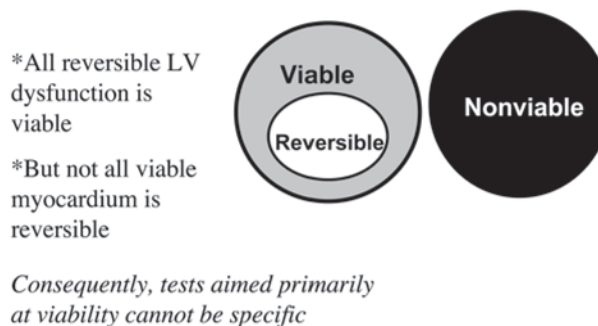 *All reversible LV
dysfunction is
viable
*But not all viable
myocardium is
reversible
Viable
Reversible
Nonviable
Consequently, tests aimed primarily
at viability cannot be specific